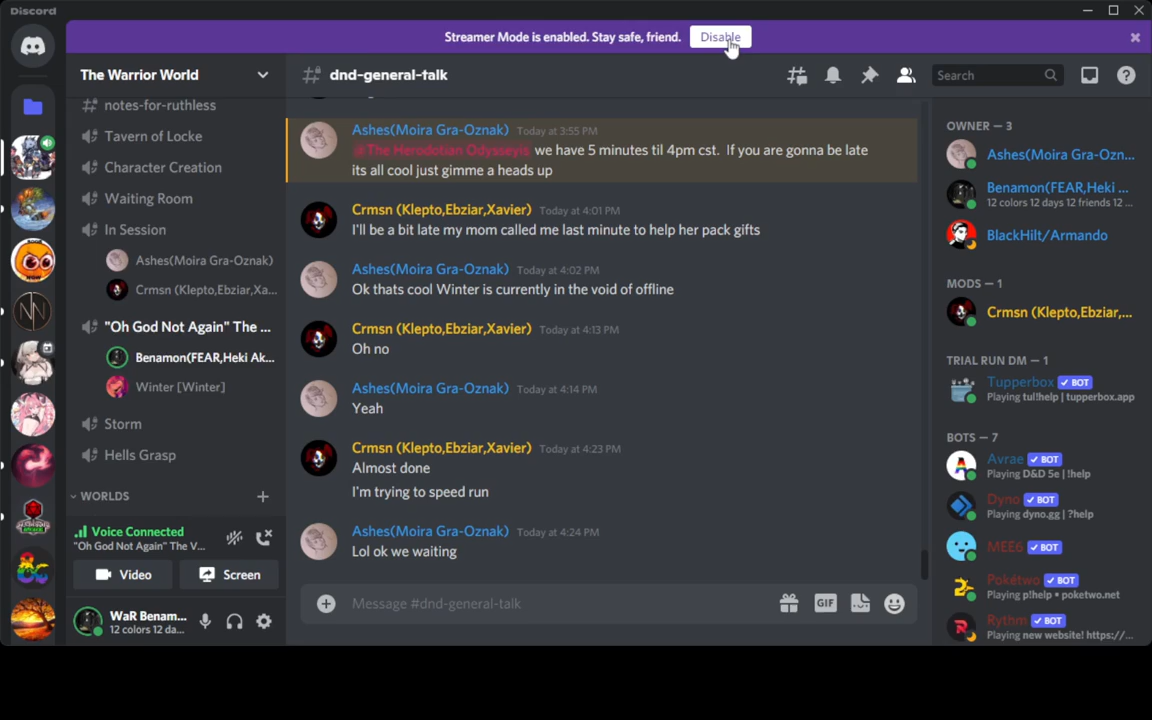 Discord
Streamer Mode is enabled. Stay safe, friend.
Disable
The Warrior World
notes-for-ruthless
Tavern of Locke
Character Creation
Waiting Room
In Session
Ashes(Moira Gra-Oznak)
Crmsn (Klepto,Ebziar,Xa...
"Oh God Not Again" The ...
Benamon(FEAR,Heki Ak...
Winter [Winter]
Storm
Hells Grasp
WORLDS
Voice Connected
"Oh God Not Again" The V...
Video
Screen
WaR Benam...
12 colors 12 da...
dnd-general-talk
Search
Ashes(Moira Gra-Oznak) Today at 3:55 PM
@The Herodotian Odysseyis we have 5 minutes til 4pm cst. If you are gonna be late
its all cool just gimme a heads up
Crmsn (Klepto,Ebziar,Xavier) Today at 4:01 PM
I'll be a bit late my mom called me last minute to help her pack gifts
Ashes(Moira Gra-Oznak) Today at 4:02 PM
Ok thats cool Winter is currently in the void of offline
Crmsn (Klepto,Ebziar,Xavier) Today at 4:13 PM
Oh no
Ashes(Moira Gra-Oznak) Today at 4:14 PM
Yeah
Crmsn (Klepto,Ebziar,Xavier) Today at 4:23 PM
Almost done
I'm trying to speed run
Ashes(Moira Gra-Oznak) Today at 4:24 PM
Lol ok we waiting
Message #dnd-general-talk
GIF
OWNER — 3
Ashes(Moira Gra-Ozn...
Benamon(FEAR,Heki ...
12 colors 12 days 12 friends 12 ...
BlackHilt/Armando
MODS — 1
Crmsn (Klepto,Ebziar,...
TRIAL RUN DM — 1
Tupperbox BOT
Playing tul!help | tupperbox.app
BOTS — 7
Avrae BOT
Playing D&D 5e | !help
Dyno BOT
Playing dyno.gg | ?help
MEE6 BOT
Pokétwo BOT
Playing p!help • poketwo.net
Rythm BOT
Playing new website! https://...